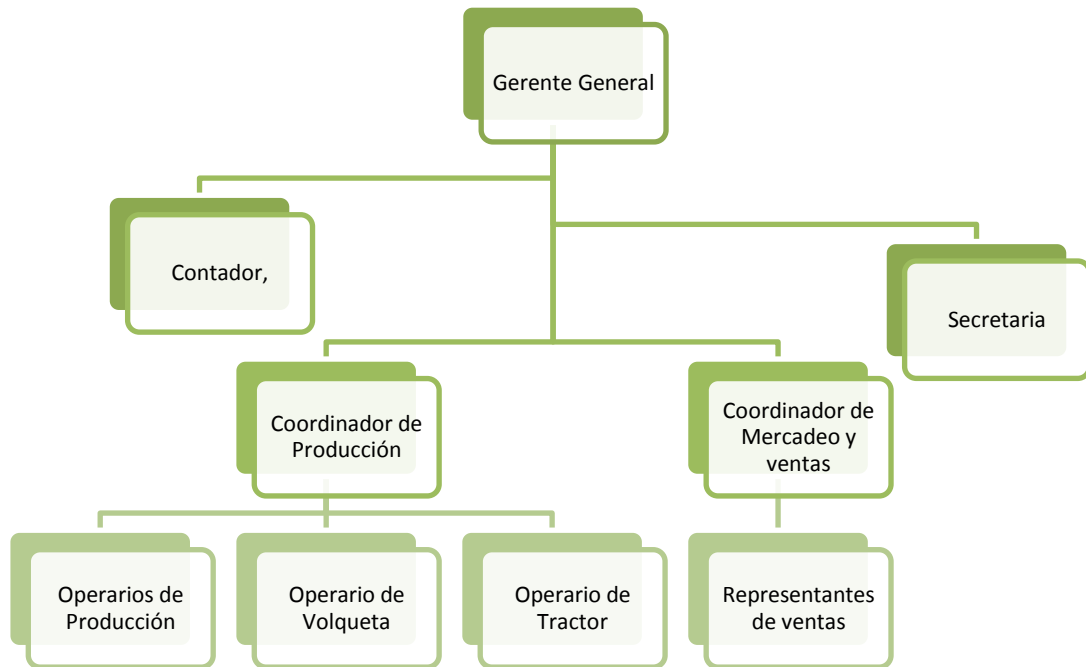 Gerente General
Contador,
Secretaria
Coordinador de
Producción
Coordinador de
Mercadeo y
ventas
Operarios de
Producción
Operario de
Volqueta
Operario de
Tractor
Representantes
de ventas